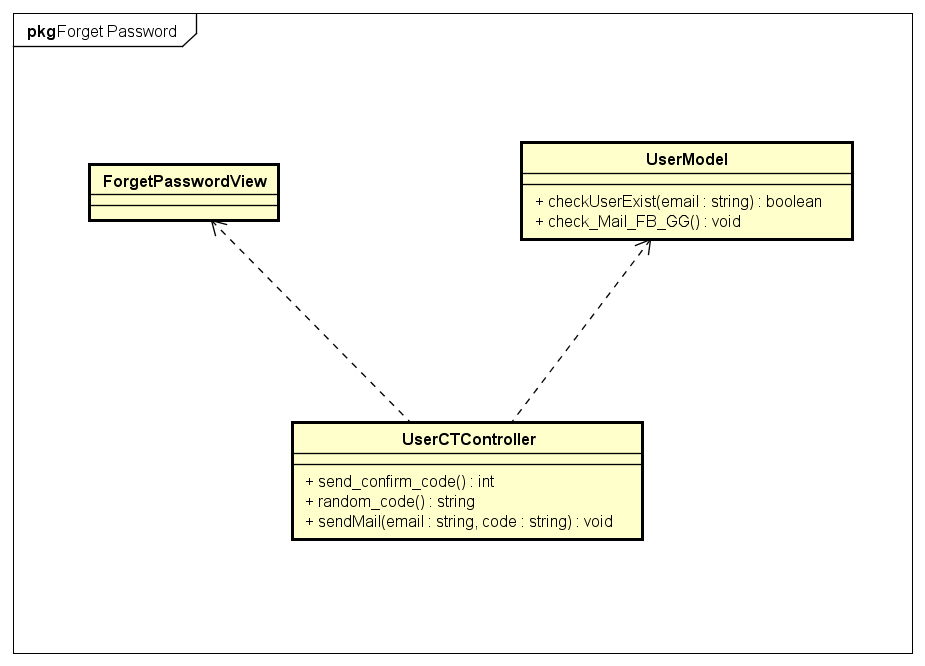 pkgForget Password
ForgetPasswordView
UserModel
+ checkUserExist(email : string) : boolean
+ check_Mail_FB_GG() : void
UserCTController
+ send_confirm_code() : int
+ random_code() : string
+ sendMail(email : string, code : string) : void